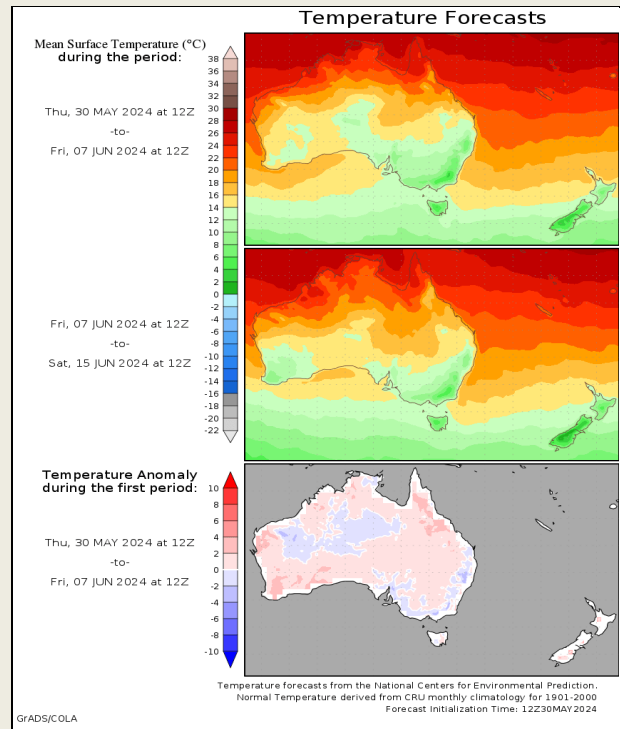 Temperature Forecasts
Mean Surface Temperature (°C)
during the period:
38
36
34
32
30
28
26
24
22
20
18
16
14
12
10
8
6
4
2
0
-2
-4
-6
-8
-10
-12
-14
-16
-18
-20
-22
Thu, 30 MAY 2024 at 12Z
-to-
Fri, 07 JUN 2024 at 12Z
Fri, 07 JUN 2024 at 12Z
-to-
Sat, 15 JUN 2024 at 12Z
Temperature Anomaly
during the first period:
10
8
6
4
2
0
-2
-4
-6
-8
-10
Thu, 30 MAY 2024 at 12Z
-to-
Fri, 07 JUN 2024 at 12Z
Temperature forecasts from the National Centers for Environmental Prediction.
Normal Temperature derived from CRU monthly climatology for 1901-2000
Forecast Initialization Time: 12Z30MAY2024
GrADS/COLA